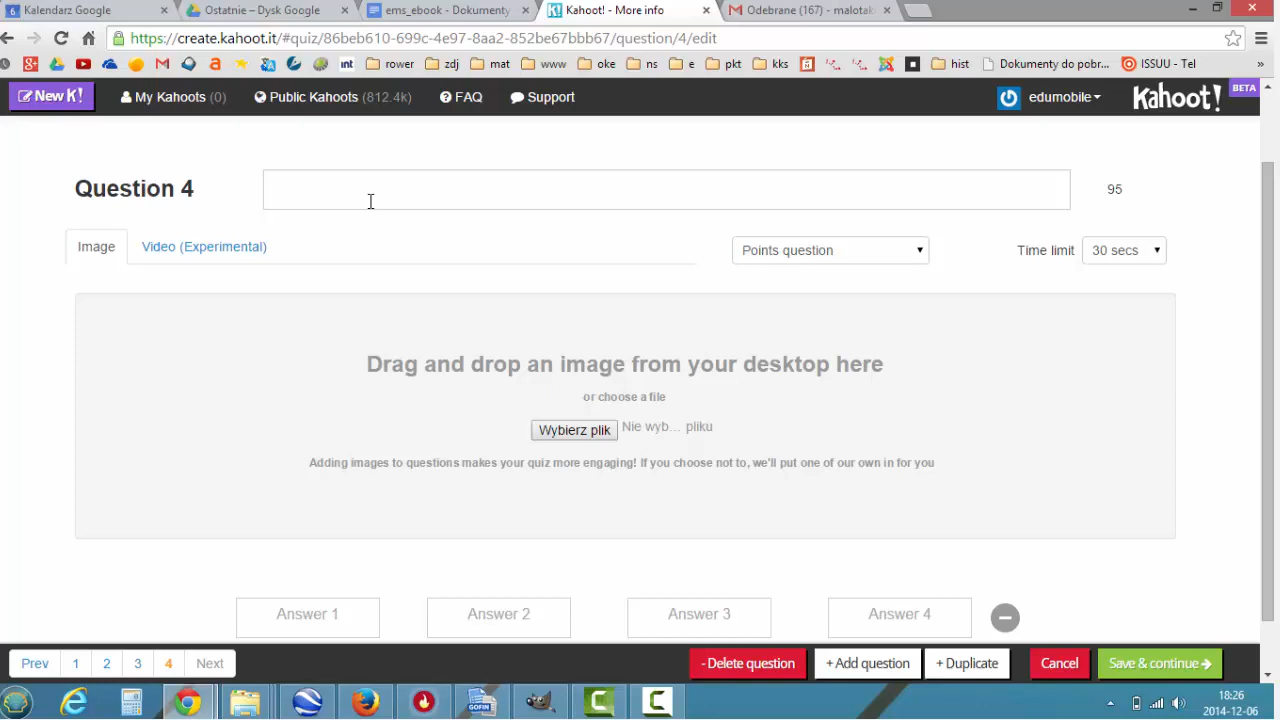 6 Kalendarz Google
Ostatnie – Dysk Google
ems_ebook - Dokumenty
Kahoot! - More info
Odebrane (167) - malotak
https://create.kahoot.it/#quiz/86beb610-699c-4e97-8aa2-852be67bbb67/question/4/edit
int rower zdj mat www oke ns e pkt kks hist Dokumenty do pobr... ISSUU - Tel
New K! My Kahoots (0) Public Kahoots (812.4k) FAQ Support edumobile Kahoot! BETA
Question 4
95
Image Video (Experimental) Points question Time limit 30 secs
Drag and drop an image from your desktop here
or choose a file
Wybierz plik Nie wyb... pliku
Adding images to questions makes your quiz more engaging! If you choose not to, we'll put one of our own in for you
Answer 1 Answer 2 Answer 3 Answer 4
Prev 1 2 3 4 Next - Delete question + Add question + Duplicate Cancel Save & continue
GOFIN
18:26
2014-12-06